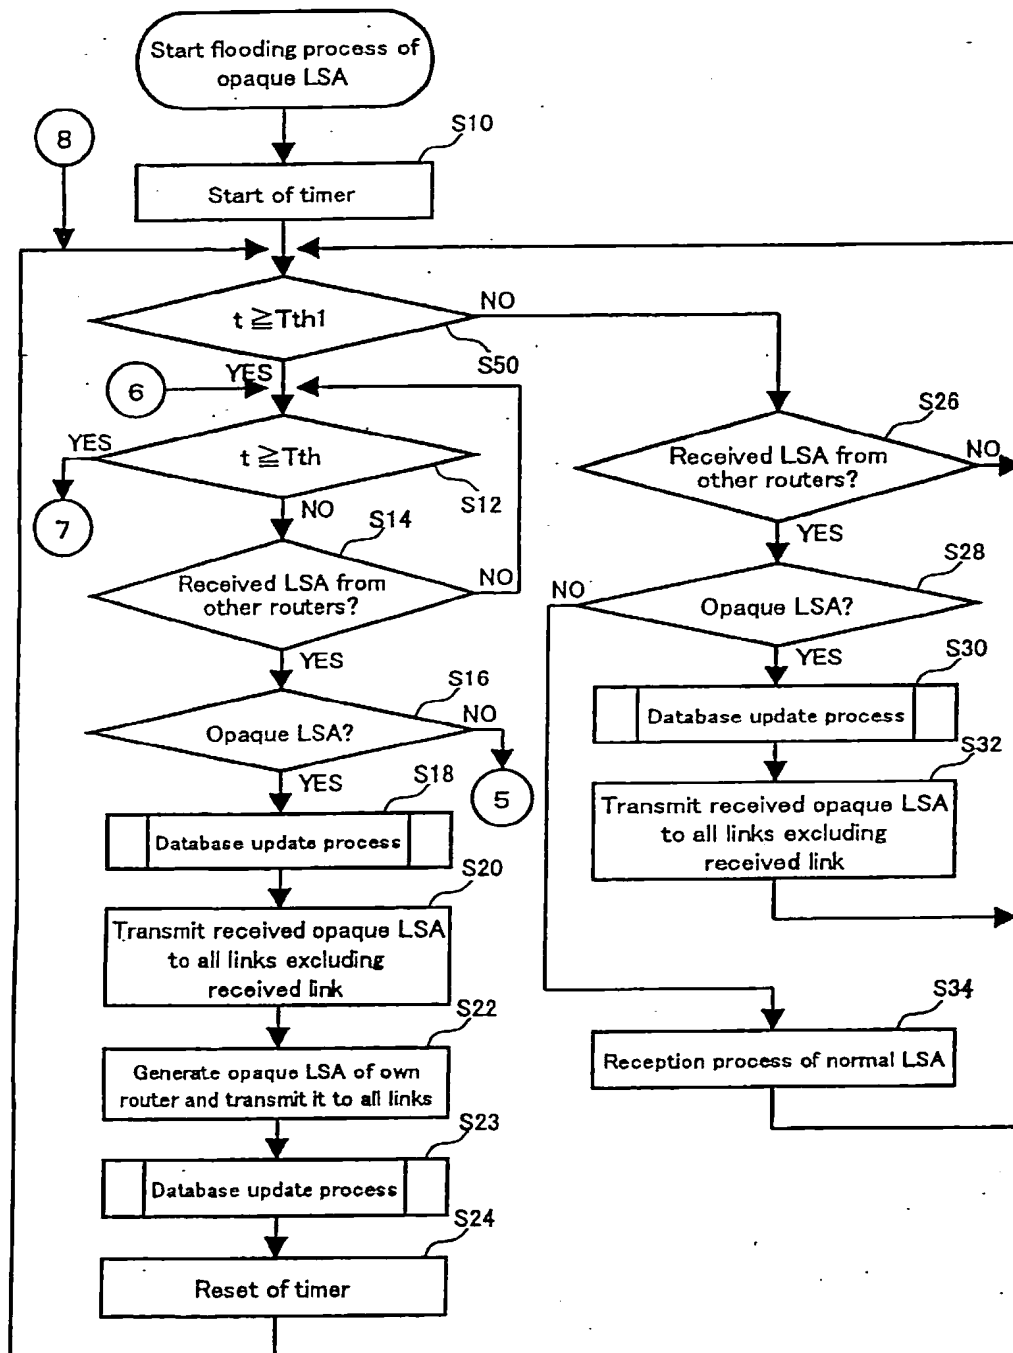 Start flooding process of
opaque LSA
8
S10
Start of timer
t ≧ Tth1
NO
S50
YES
6
S26
YES
t ≧ Tth
Received LSA from
other routers?
NO
S12
7
NO
S14
YES
S28
Received LSA from
other routers?
NO
NO
Opaque LSA?
YES
S16
YES
S30
Opaque LSA?
NO
Database update process
S32
YES
S18
5
Transmit received opaque LSA
to all links excluding
received link
Database update process
S20
Transmit received opaque LSA
to all links excluding
received link
S22
S34
Generate opaque LSA of own
router and transmit it to all links
Reception process of normal LSA
S23
Database update process
S24
Reset of timer